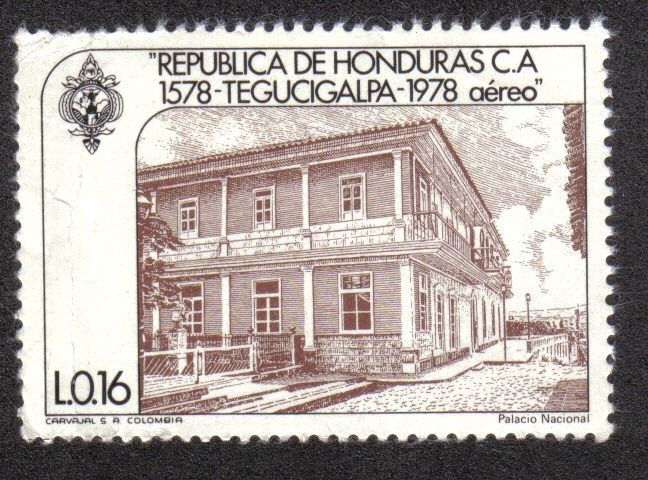 "REPUBLICA DE HONDURAS C.A
1578-TEGUCIGALPA-1978 aéreo"
L.0.16
CARVAJAL S A COLOMBIA
Palacio Nacional